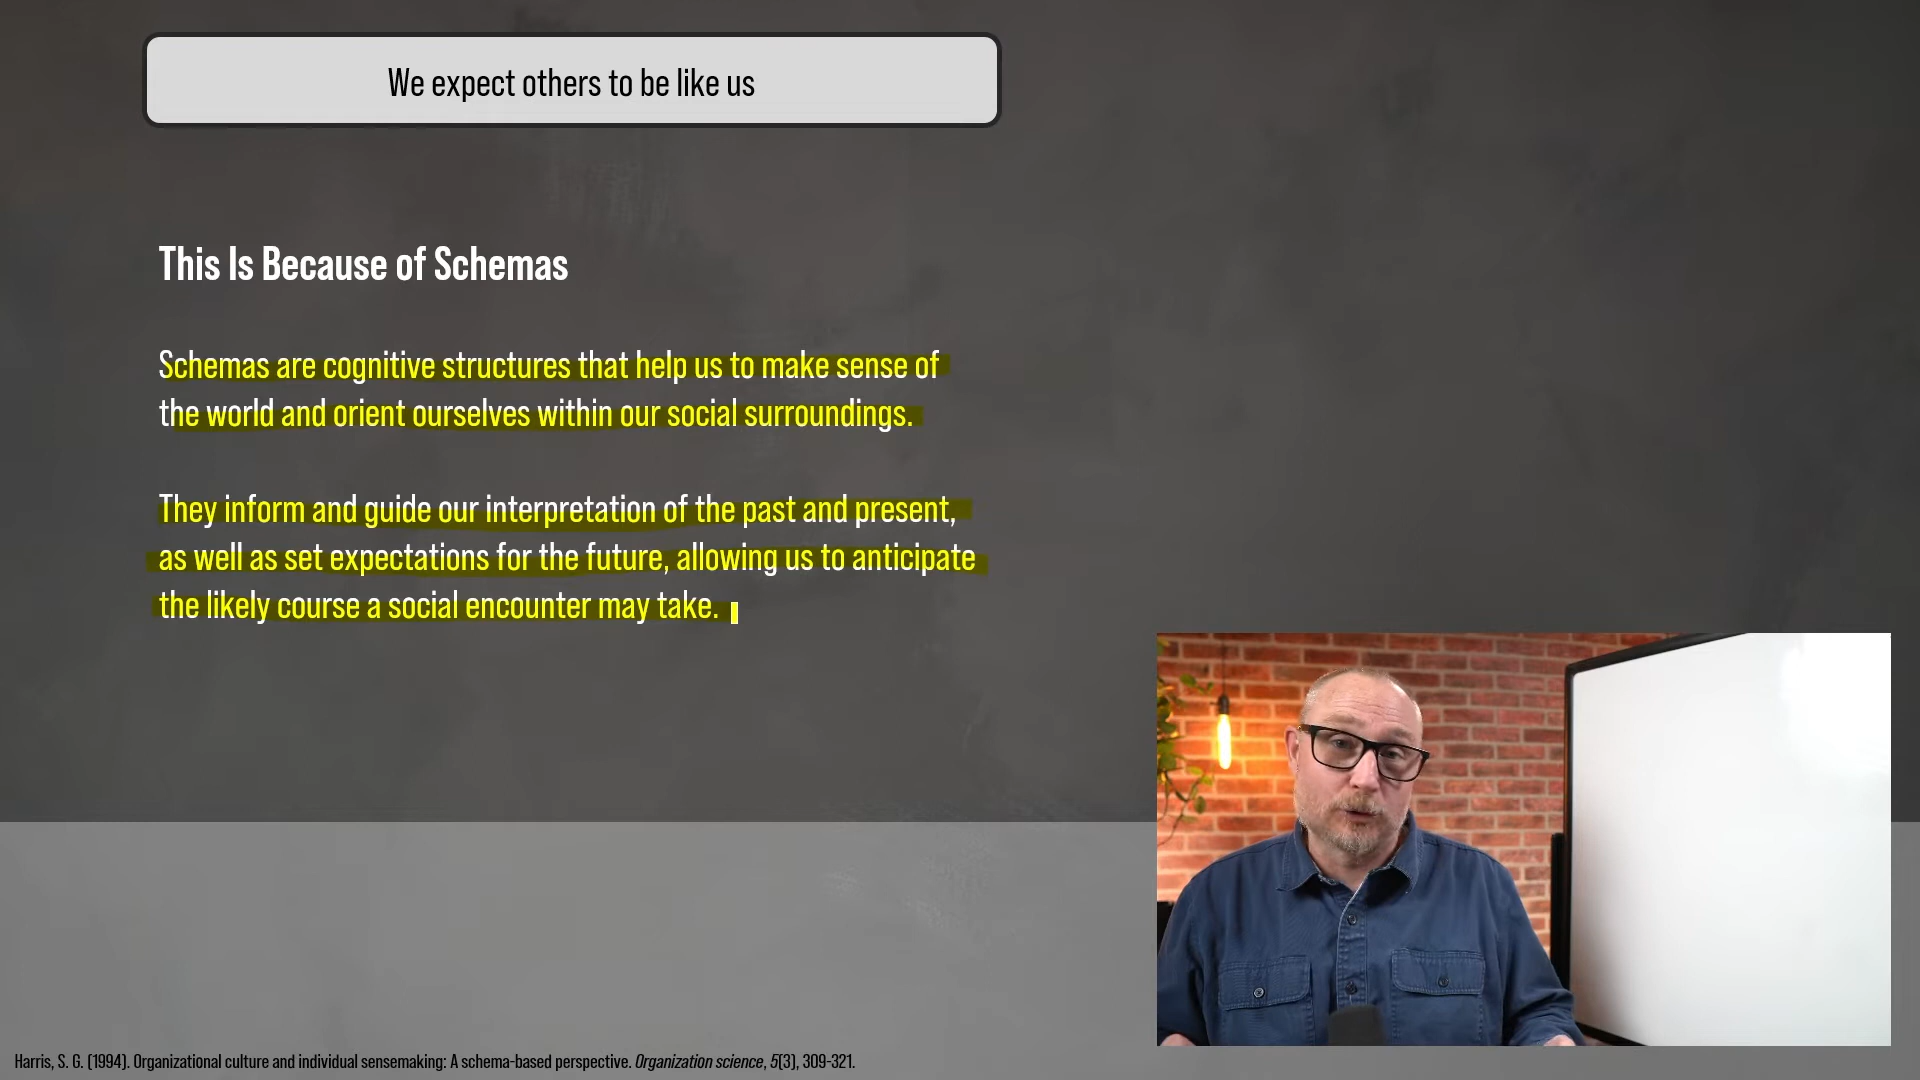 We expect others to be like us
This Is Because of Schemas
Schemas are cognitive structures that help us to make sense of
the world and orient ourselves within our social surroundings.
They inform and guide our interpretation of the past and present,
as well as set expectations for the future, allowing us to anticipate
the likely course a social encounter may take.
Harris, S. G. (1994). Organizational culture and individual sensemaking: A schema-based perspective. Organization science, 5(3), 309-321.